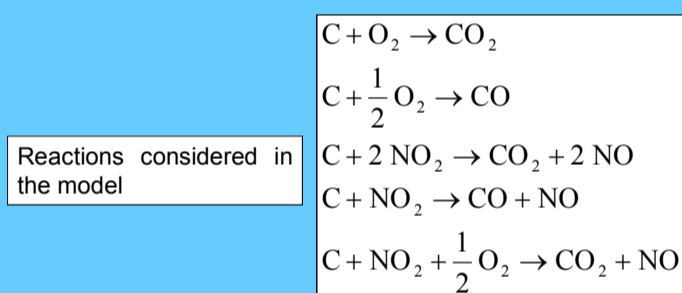 C + O₂ → CO₂
C + 1/2 O₂ → CO
Reactions considered in
the model
C + 2 NO₂ → CO₂ + 2 NO
C + NO₂ → CO + NO
C + NO₂ + 1/2 O₂ → CO₂ + NO